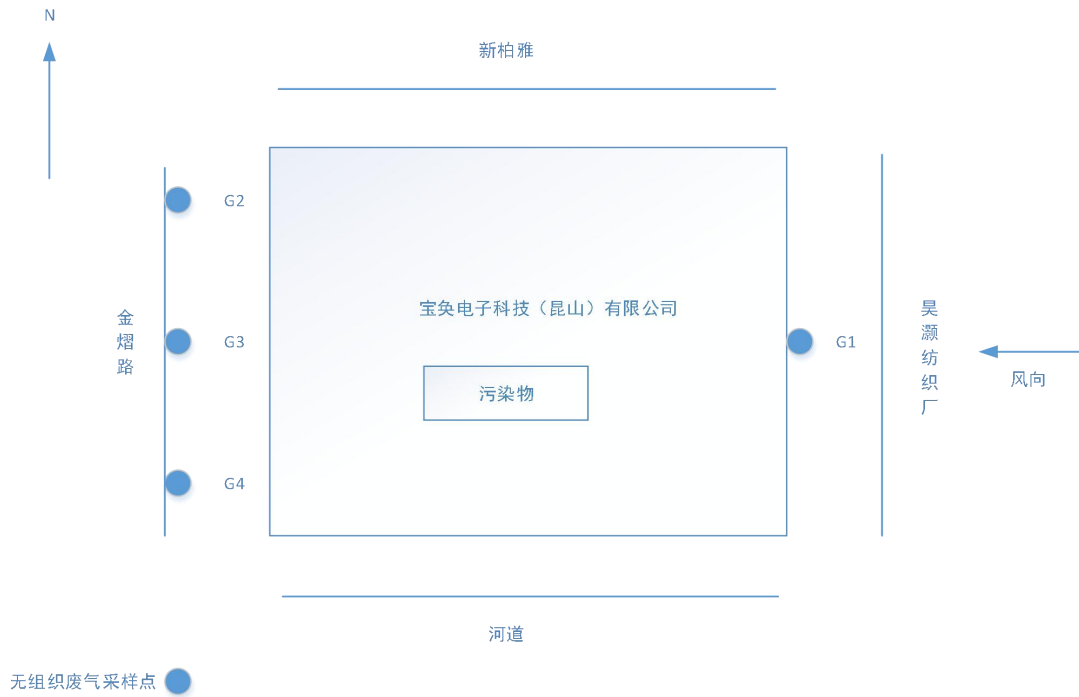 N
新柏雅
G2
宝奂电子科技（昆山）有限公司
金熠路
G3
G1
昊灏纺织厂
风向
污染物
G4
河道
无组织废气采样点